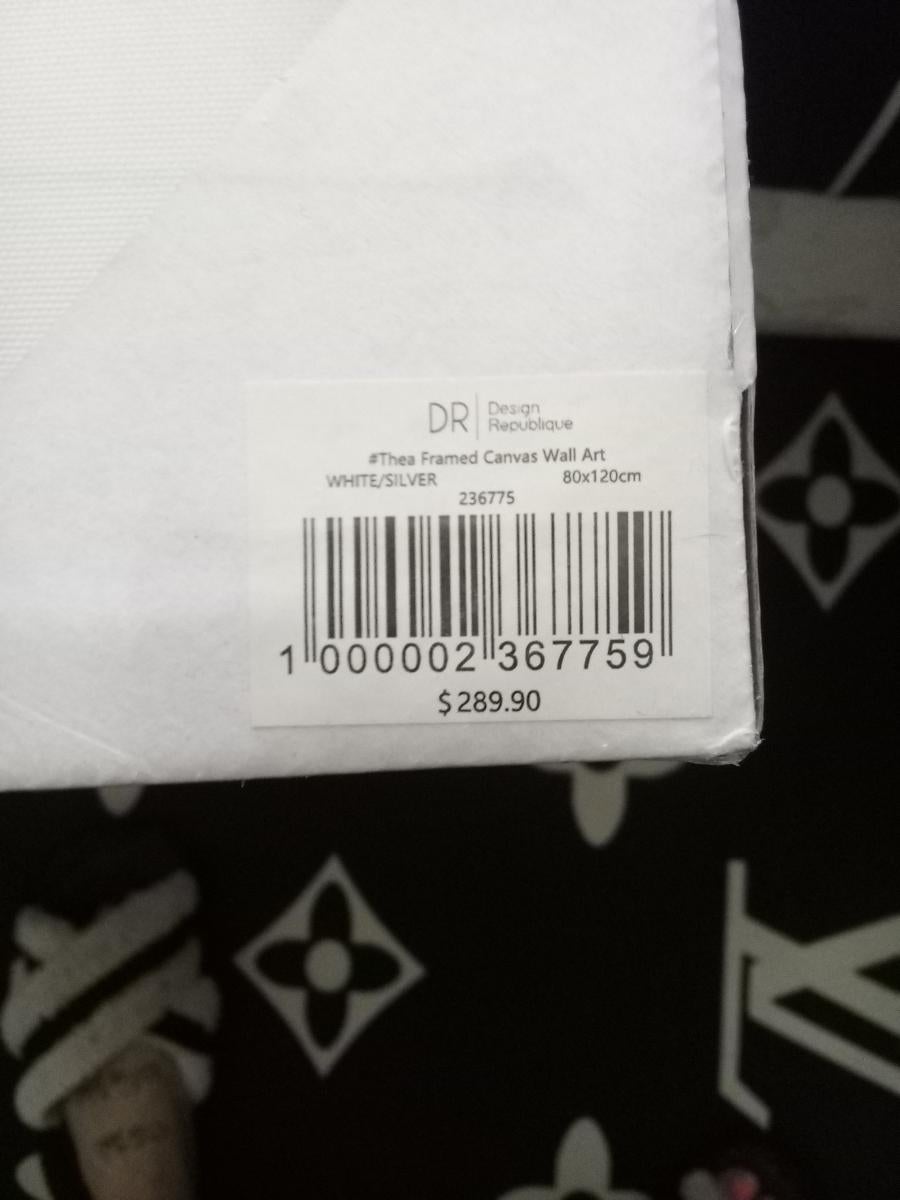 DR | Design
Republique
#Thea Framed Canvas Wall Art
WHITE/SILVER 80x120cm
236775
1 000002 367759
$289.90